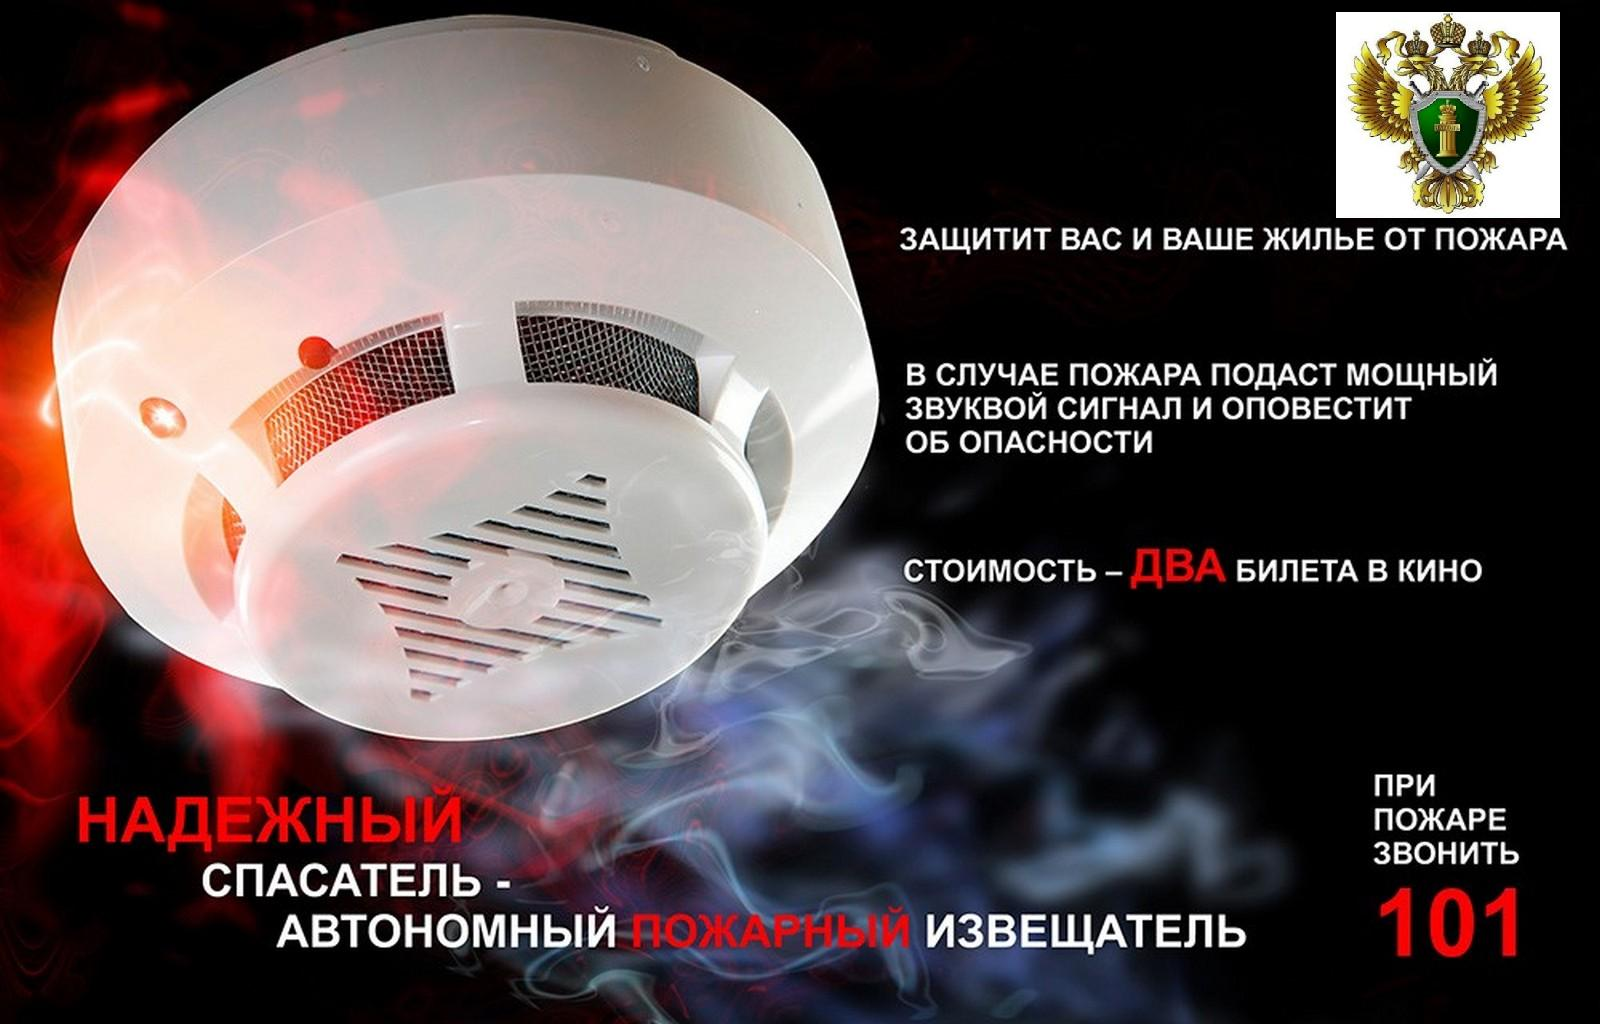 ЗАЩИТИТ ВАС И ВАШЕ ЖИЛЬЕ ОТ ПОЖАРА
В СЛУЧАЕ ПОЖАРА ПОДАСТ МОЩНЫЙ
ЗВУКВОЙ СИГНАЛ И ОПОВЕСТИТ
ОБ ОПАСНОСТИ
СТОИМОСТЬ – ДВА БИЛЕТА В КИНО
НАДЕЖНЫЙ
СПАСАТЕЛЬ -
АВТОНОМНЫЙ ПОЖАРНЫЙ ИЗВЕЩАТЕЛЬ
ПРИ
ПОЖАРЕ
ЗВОНИТЬ
101